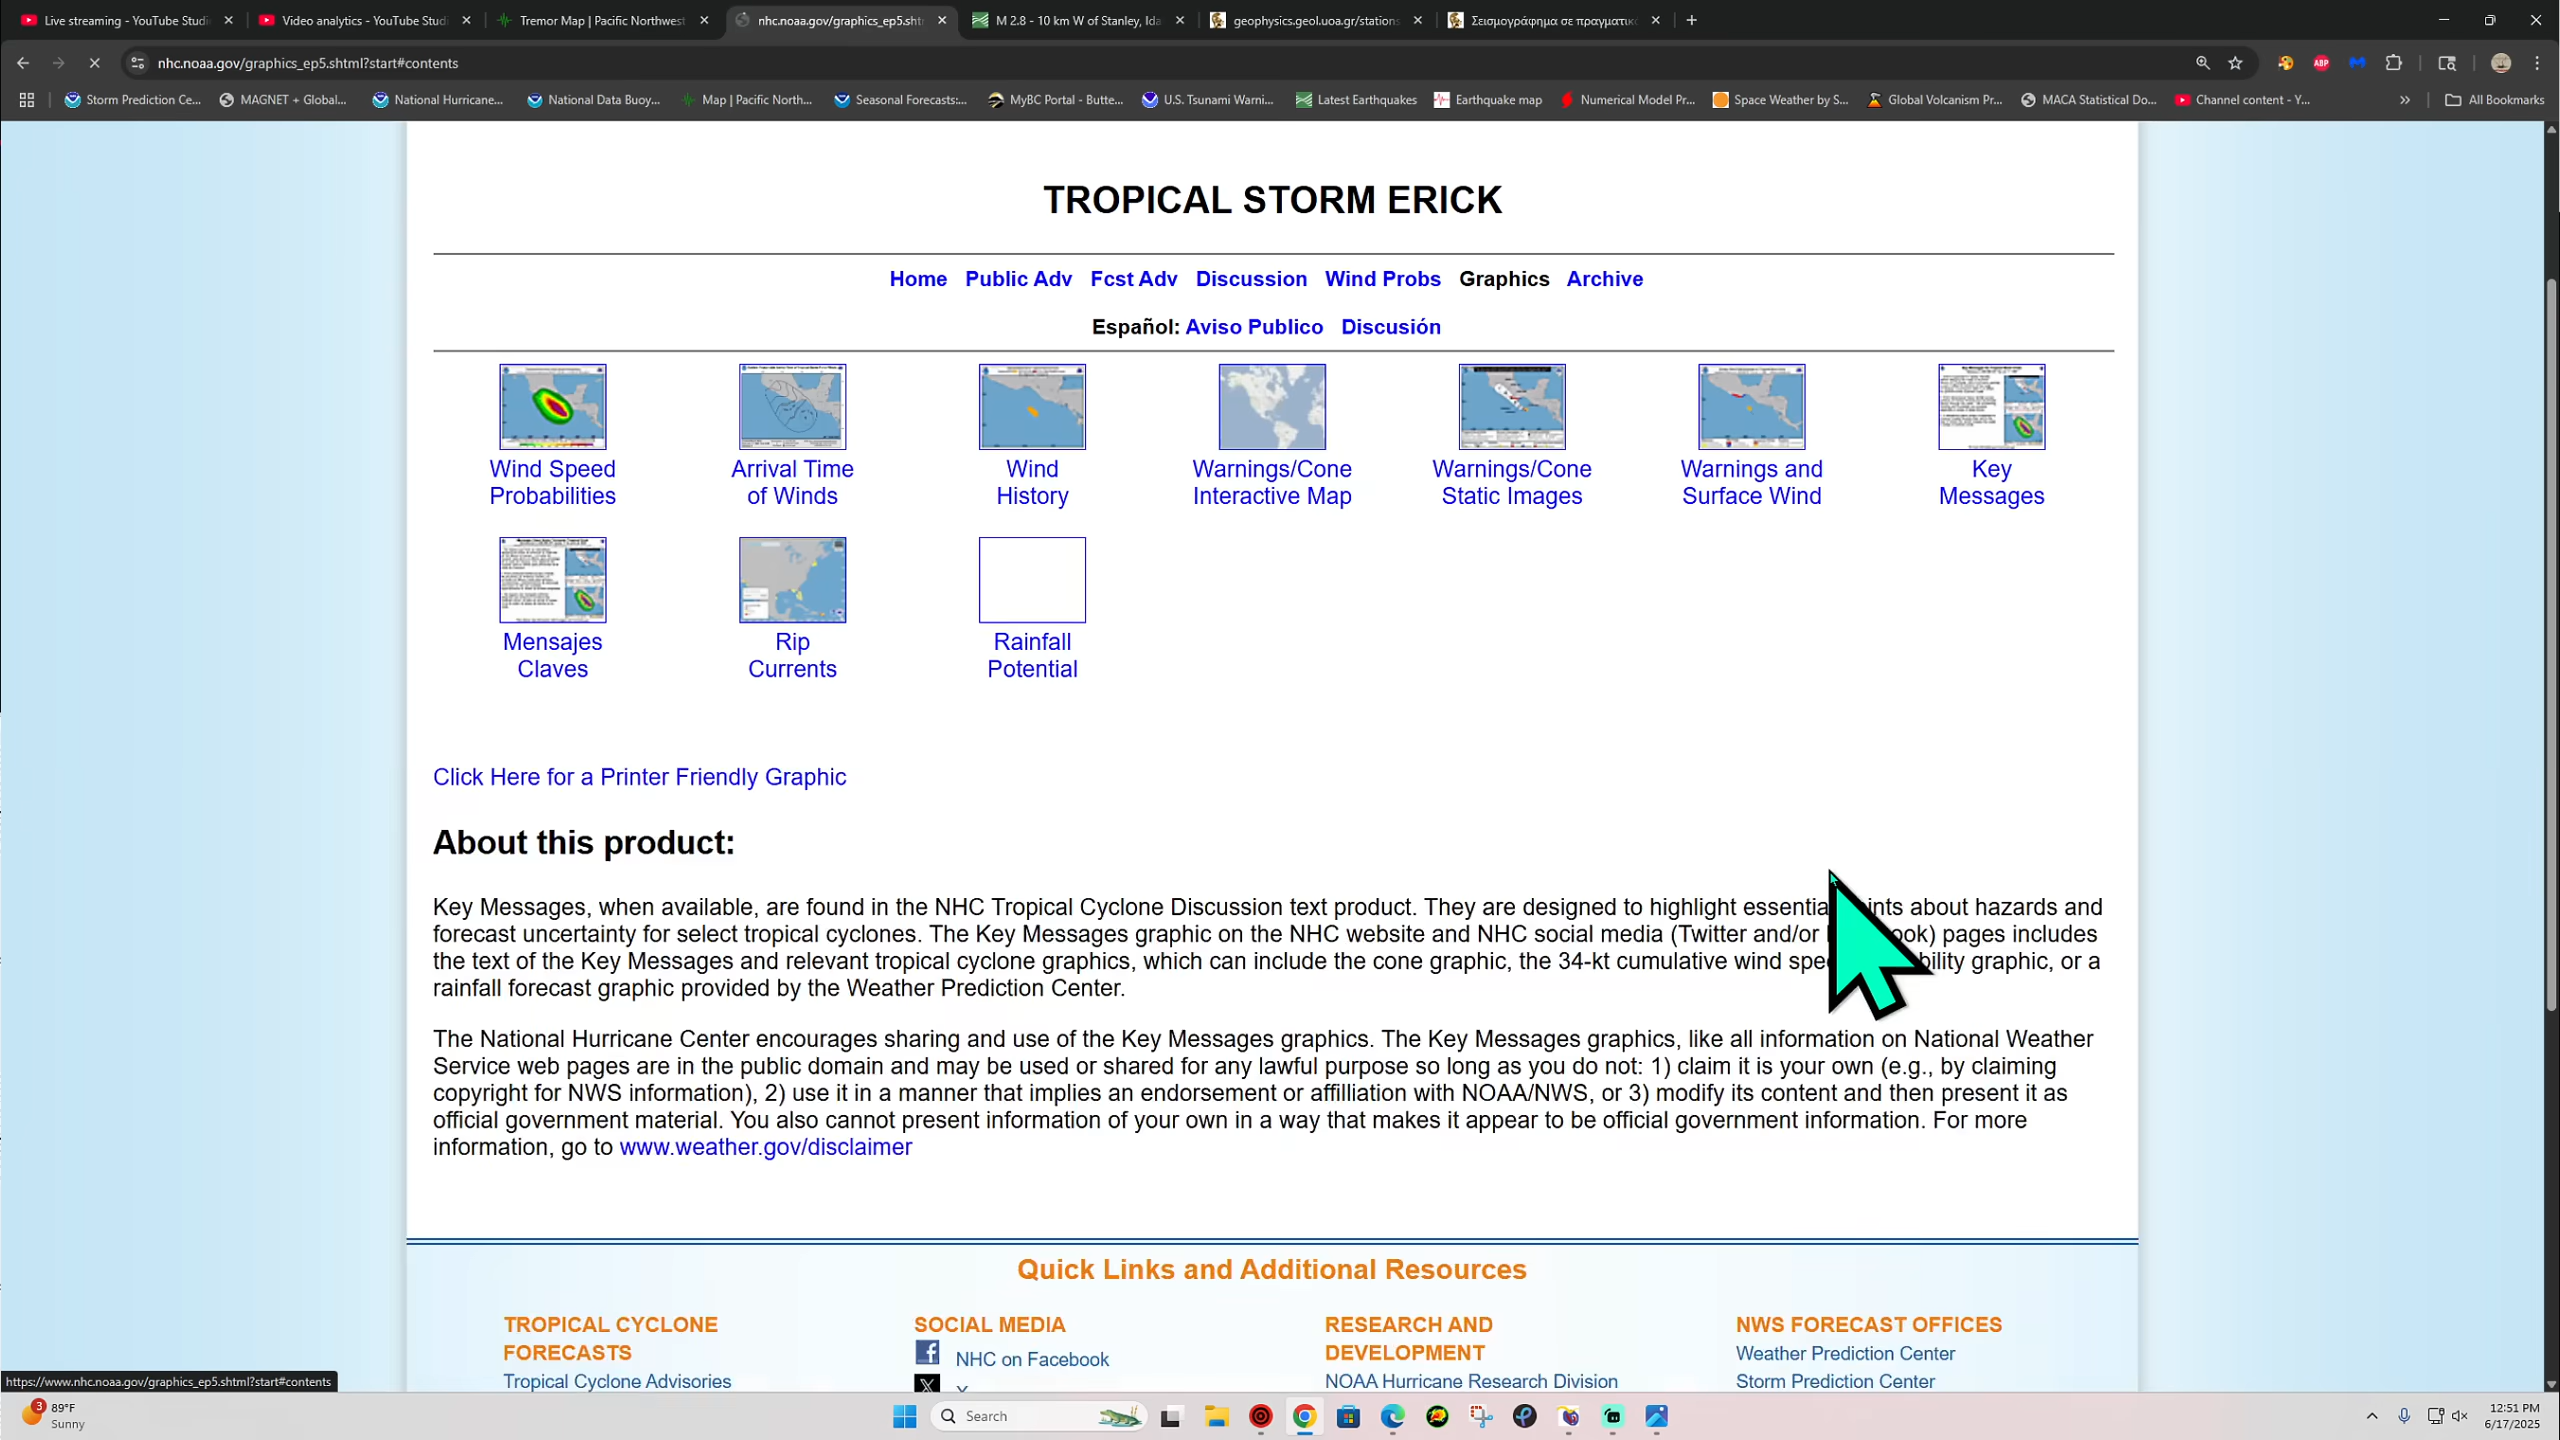 Live streaming - YouTube Studi
Video analytics - YouTube Studi
Tremor Map | Pacific Northwest
nhc.noaa.gov/graphics_ep5.sht
M 2.8 - 10 km W of Stanley, Ida
geophysics.geol.uoa.gr/stations
Σεισμογράφημα σε πραγματικ
nhc.noaa.gov/graphics_ep5.shtml?start#contents
ABP
Storm Prediction Ce...
MAGNET + Global...
National Hurricane...
National Data Buoy...
Map | Pacific North...
Seasonal Forecasts:...
MyBC Portal - Butte...
U.S. Tsunami Warni...
Latest Earthquakes
Earthquake map
Numerical Model Pr...
Space Weather by S...
Global Volcanism Pr...
MACA Statistical Do...
Channel content - Y...
All Bookmarks
TROPICAL STORM ERICK
Home Public Adv Fcst Adv Discussion Wind Probs Graphics Archive
Español: Aviso Publico Discusión
Wind Speed
Probabilities
Arrival Time
of Winds
Wind
History
Warnings/Cone
Interactive Map
Warnings/Cone
Static Images
Warnings and
Surface Wind
Key
Messages
Mensajes
Claves
Rip
Currents
Rainfall
Potential
Click Here for a Printer Friendly Graphic
About this product:
Key Messages, when available, are found in the NHC Tropical Cyclone Discussion text product. They are designed to highlight about hazards and
forecast uncertainty for select tropical cyclones. The Key Messages graphic on the NHC website and NHC social media (Twitter and/or pages includes
the text of the Key Messages and relevant tropical cyclone graphics, which can include the cone graphic, the 34-kt cumulative wind graphic, or a
rainfall forecast graphic provided by the Weather Prediction Center.
The National Hurricane Center encourages sharing and use of the Key Messages graphics. The Key Messages graphics, like all information on National Weather
Service web pages are in the public domain and may be used or shared for any lawful purpose so long as you do not: 1) claim it is your own (e.g., by claiming
copyright for NWS information), 2) use it in a manner that implies an endorsement or affilliation with NOAA/NWS, or 3) modify its content and then present it as
official government material. You also cannot present information of your own in a way that makes it appear to be official government information. For more
information, go to www.weather.gov/disclaimer
Quick Links and Additional Resources
TROPICAL CYCLONE
FORECASTS
Tropical Cyclone Advisories
SOCIAL MEDIA
NHC on Facebook
X
RESEARCH AND
DEVELOPMENT
NOAA Hurricane Research Division
NWS FORECAST OFFICES
Weather Prediction Center
Storm Prediction Center
https://www.nhc.noaa.gov/graphics_ep5.shtml?start#contents
3
89°F
Sunny
Search
12:51 PM
6/17/2025